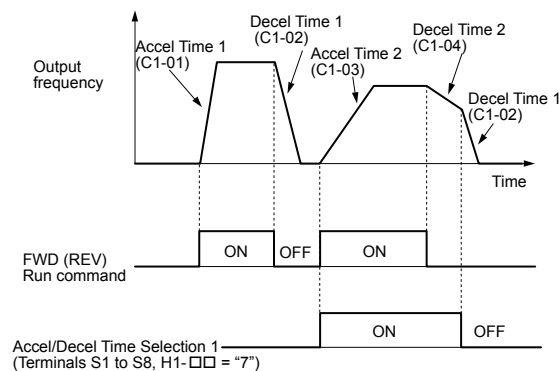 Output
frequency
Accel Time 1
(C1-01)
Decel Time 1
(C1-02)
Accel Time 2
(C1-03)
Decel Time 2
(C1-04)
Decel Time 1
(C1-02)
Time
FWD (REV)
Run command
ON
OFF
ON
Accel/Decel Time Selection 1
(Terminals S1 to S8, H1-□□ = “7”)
ON
OFF